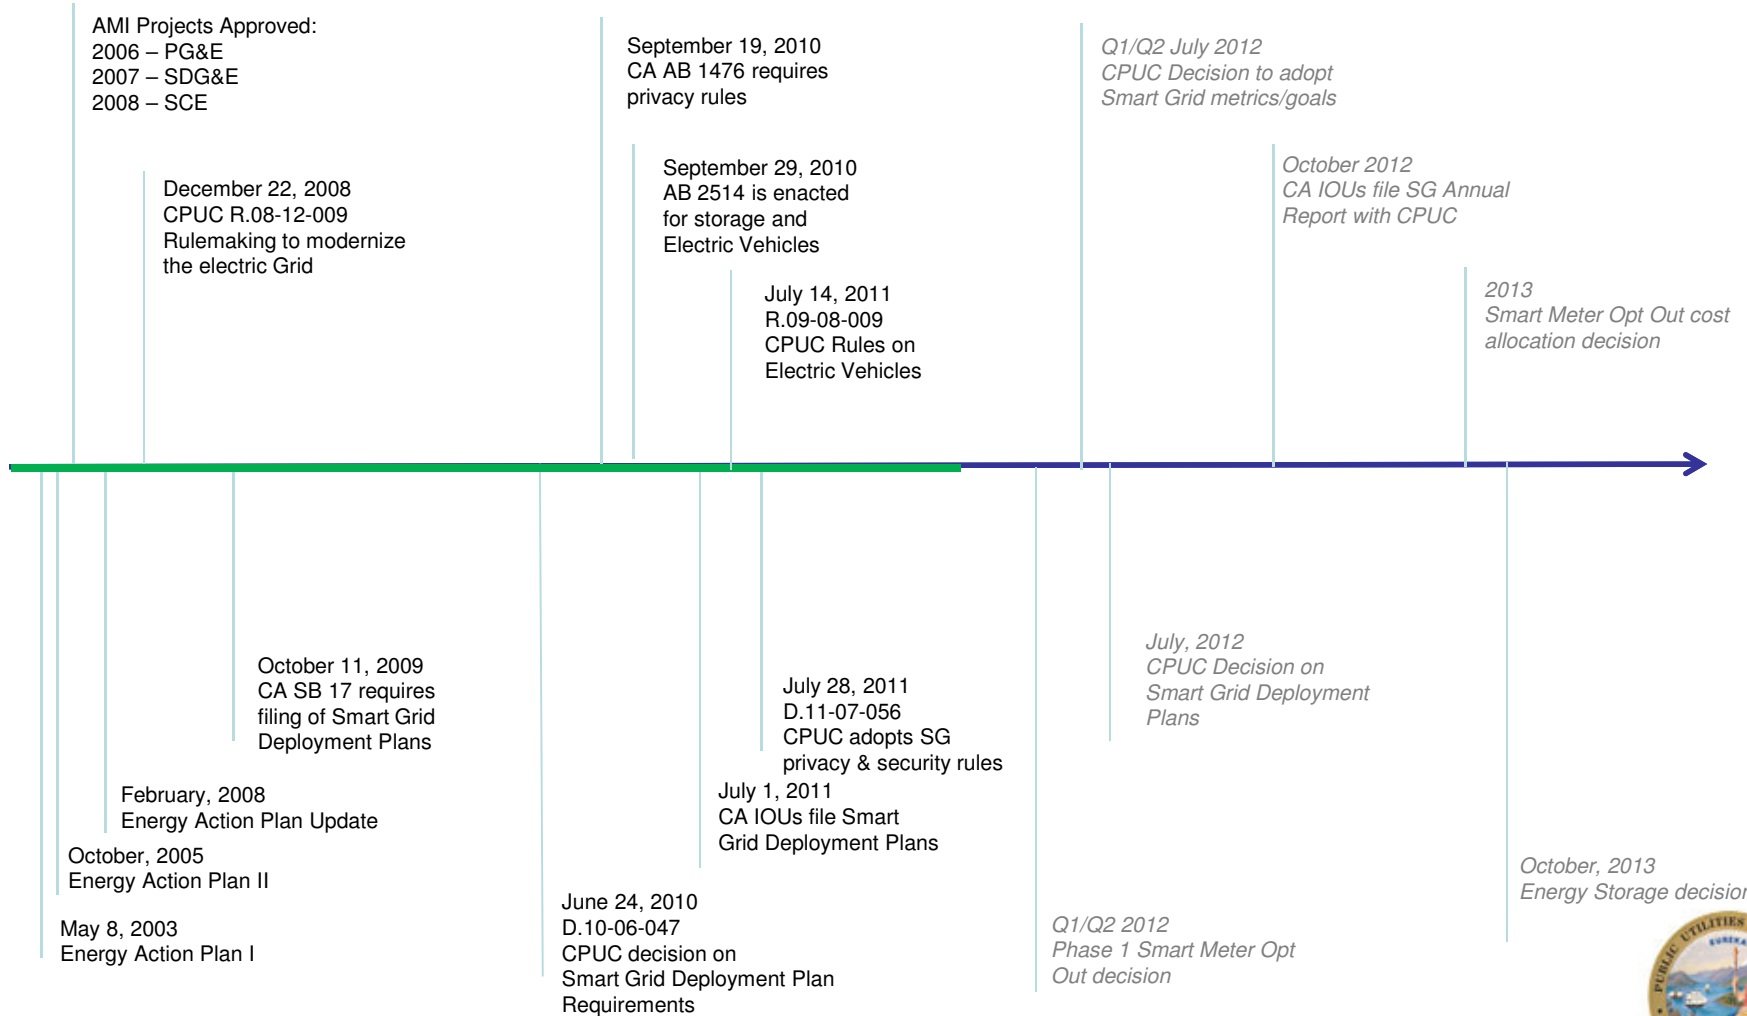 AMI Projects Approved:
2006 – PG&E
2007 – SDG&E
2008 – SCE
December 22, 2008
CPUC R.08-12-009
Rulemaking to modernize
the electric Grid
September 19, 2010
CA AB 1476 requires
privacy rules
September 29, 2010
AB 2514 is enacted
for storage and
Electric Vehicles
July 14, 2011
R.09-08-009
CPUC Rules on
Electric Vehicles
Q1/Q2 July 2012
CPUC Decision to adopt
Smart Grid metrics/goals
October 2012
CA IOUs file SG Annual
Report with CPUC
2013
Smart Meter Opt Out cost
allocation decision
May 8, 2003
Energy Action Plan I
October, 2005
Energy Action Plan II
February, 2008
Energy Action Plan Update
October 11, 2009
CA SB 17 requires
filing of Smart Grid
Deployment Plans
June 24, 2010
D.10-06-047
CPUC decision on
Smart Grid Deployment Plan
Requirements
July 1, 2011
CA IOUs file Smart
Grid Deployment Plans
July 28, 2011
D.11-07-056
CPUC adopts SG
privacy & security rules
Q1/Q2 2012
Phase 1 Smart Meter Opt
Out decision
July, 2012
CPUC Decision on
Smart Grid Deployment
Plans
October, 2013
Energy Storage decision
PUBLIC UTILITIES
EUREKA